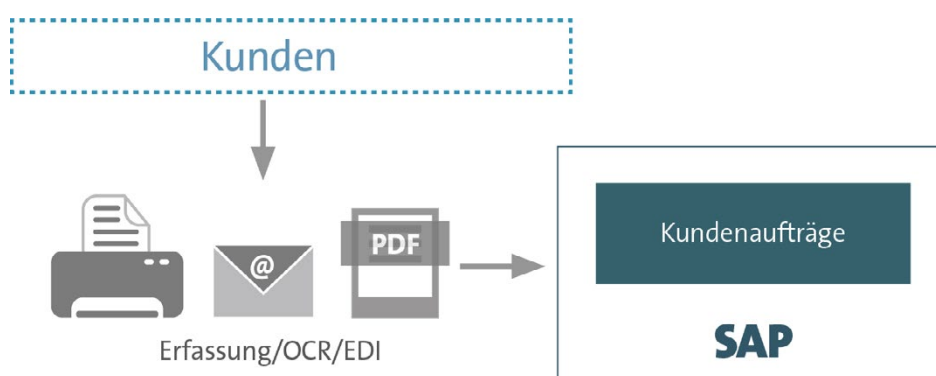 Kunden
@
PDF
Kundenaufträge
Erfassung/OCR/EDI
SAP